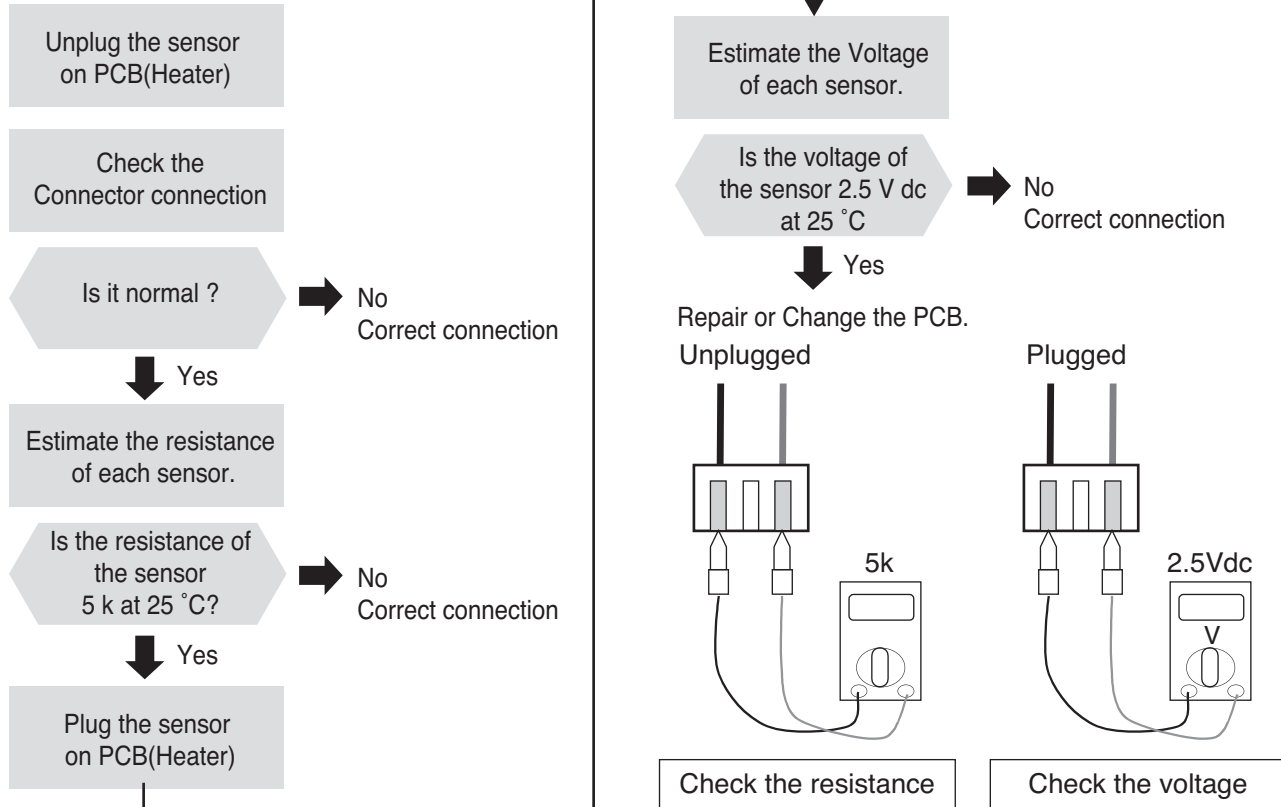 Unplug the sensor
on PCB(Heater)
Check the
Connector connection
Is it normal ?
No
Correct connection
Yes
Estimate the resistance
of each sensor.
Is the resistance of
the sensor
5 k at 25 ˚C?
No
Correct connection
Yes
Plug the sensor
on PCB(Heater)
Estimate the Voltage
of each sensor.
Is the voltage of
the sensor 2.5 V dc
at 25 ˚C
No
Correct connection
Yes
Repair or Change the PCB.
Unplugged
5k
Check the resistance
Plugged
2.5Vdc
V
Check the voltage